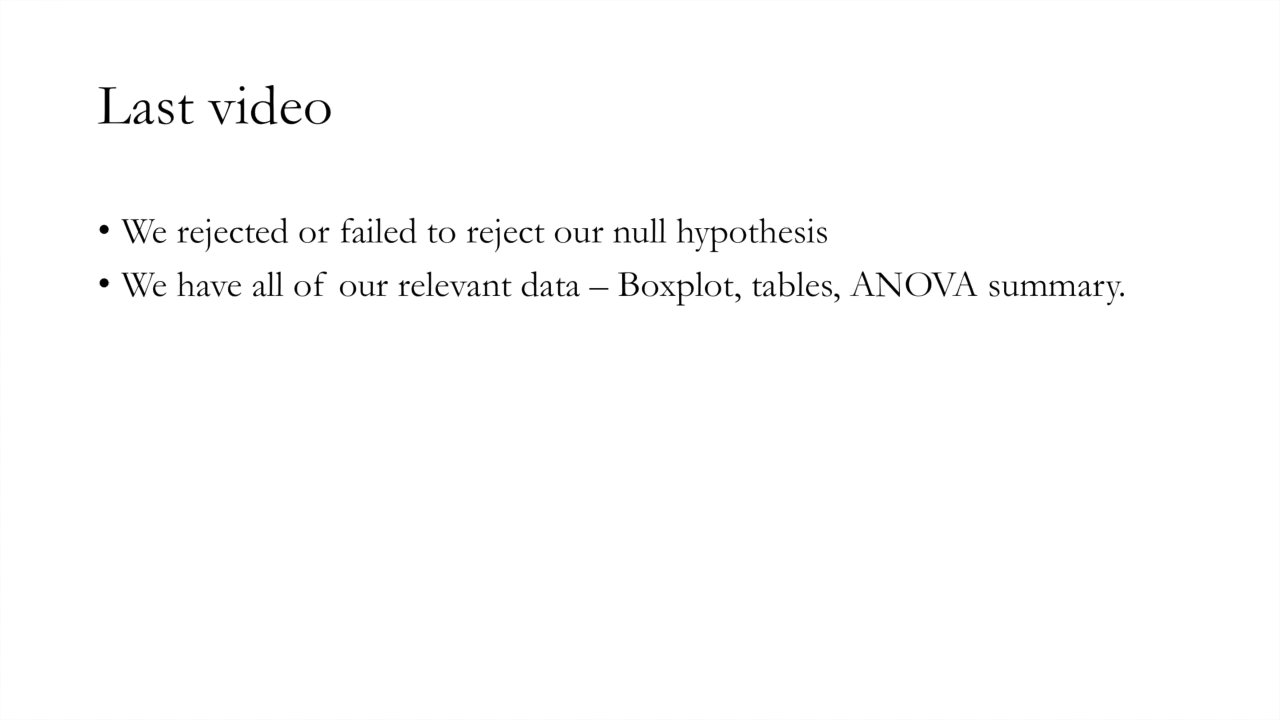 Last video
• We rejected or failed to reject our null hypothesis
• We have all of our relevant data – Boxplot, tables, ANOVA summary.